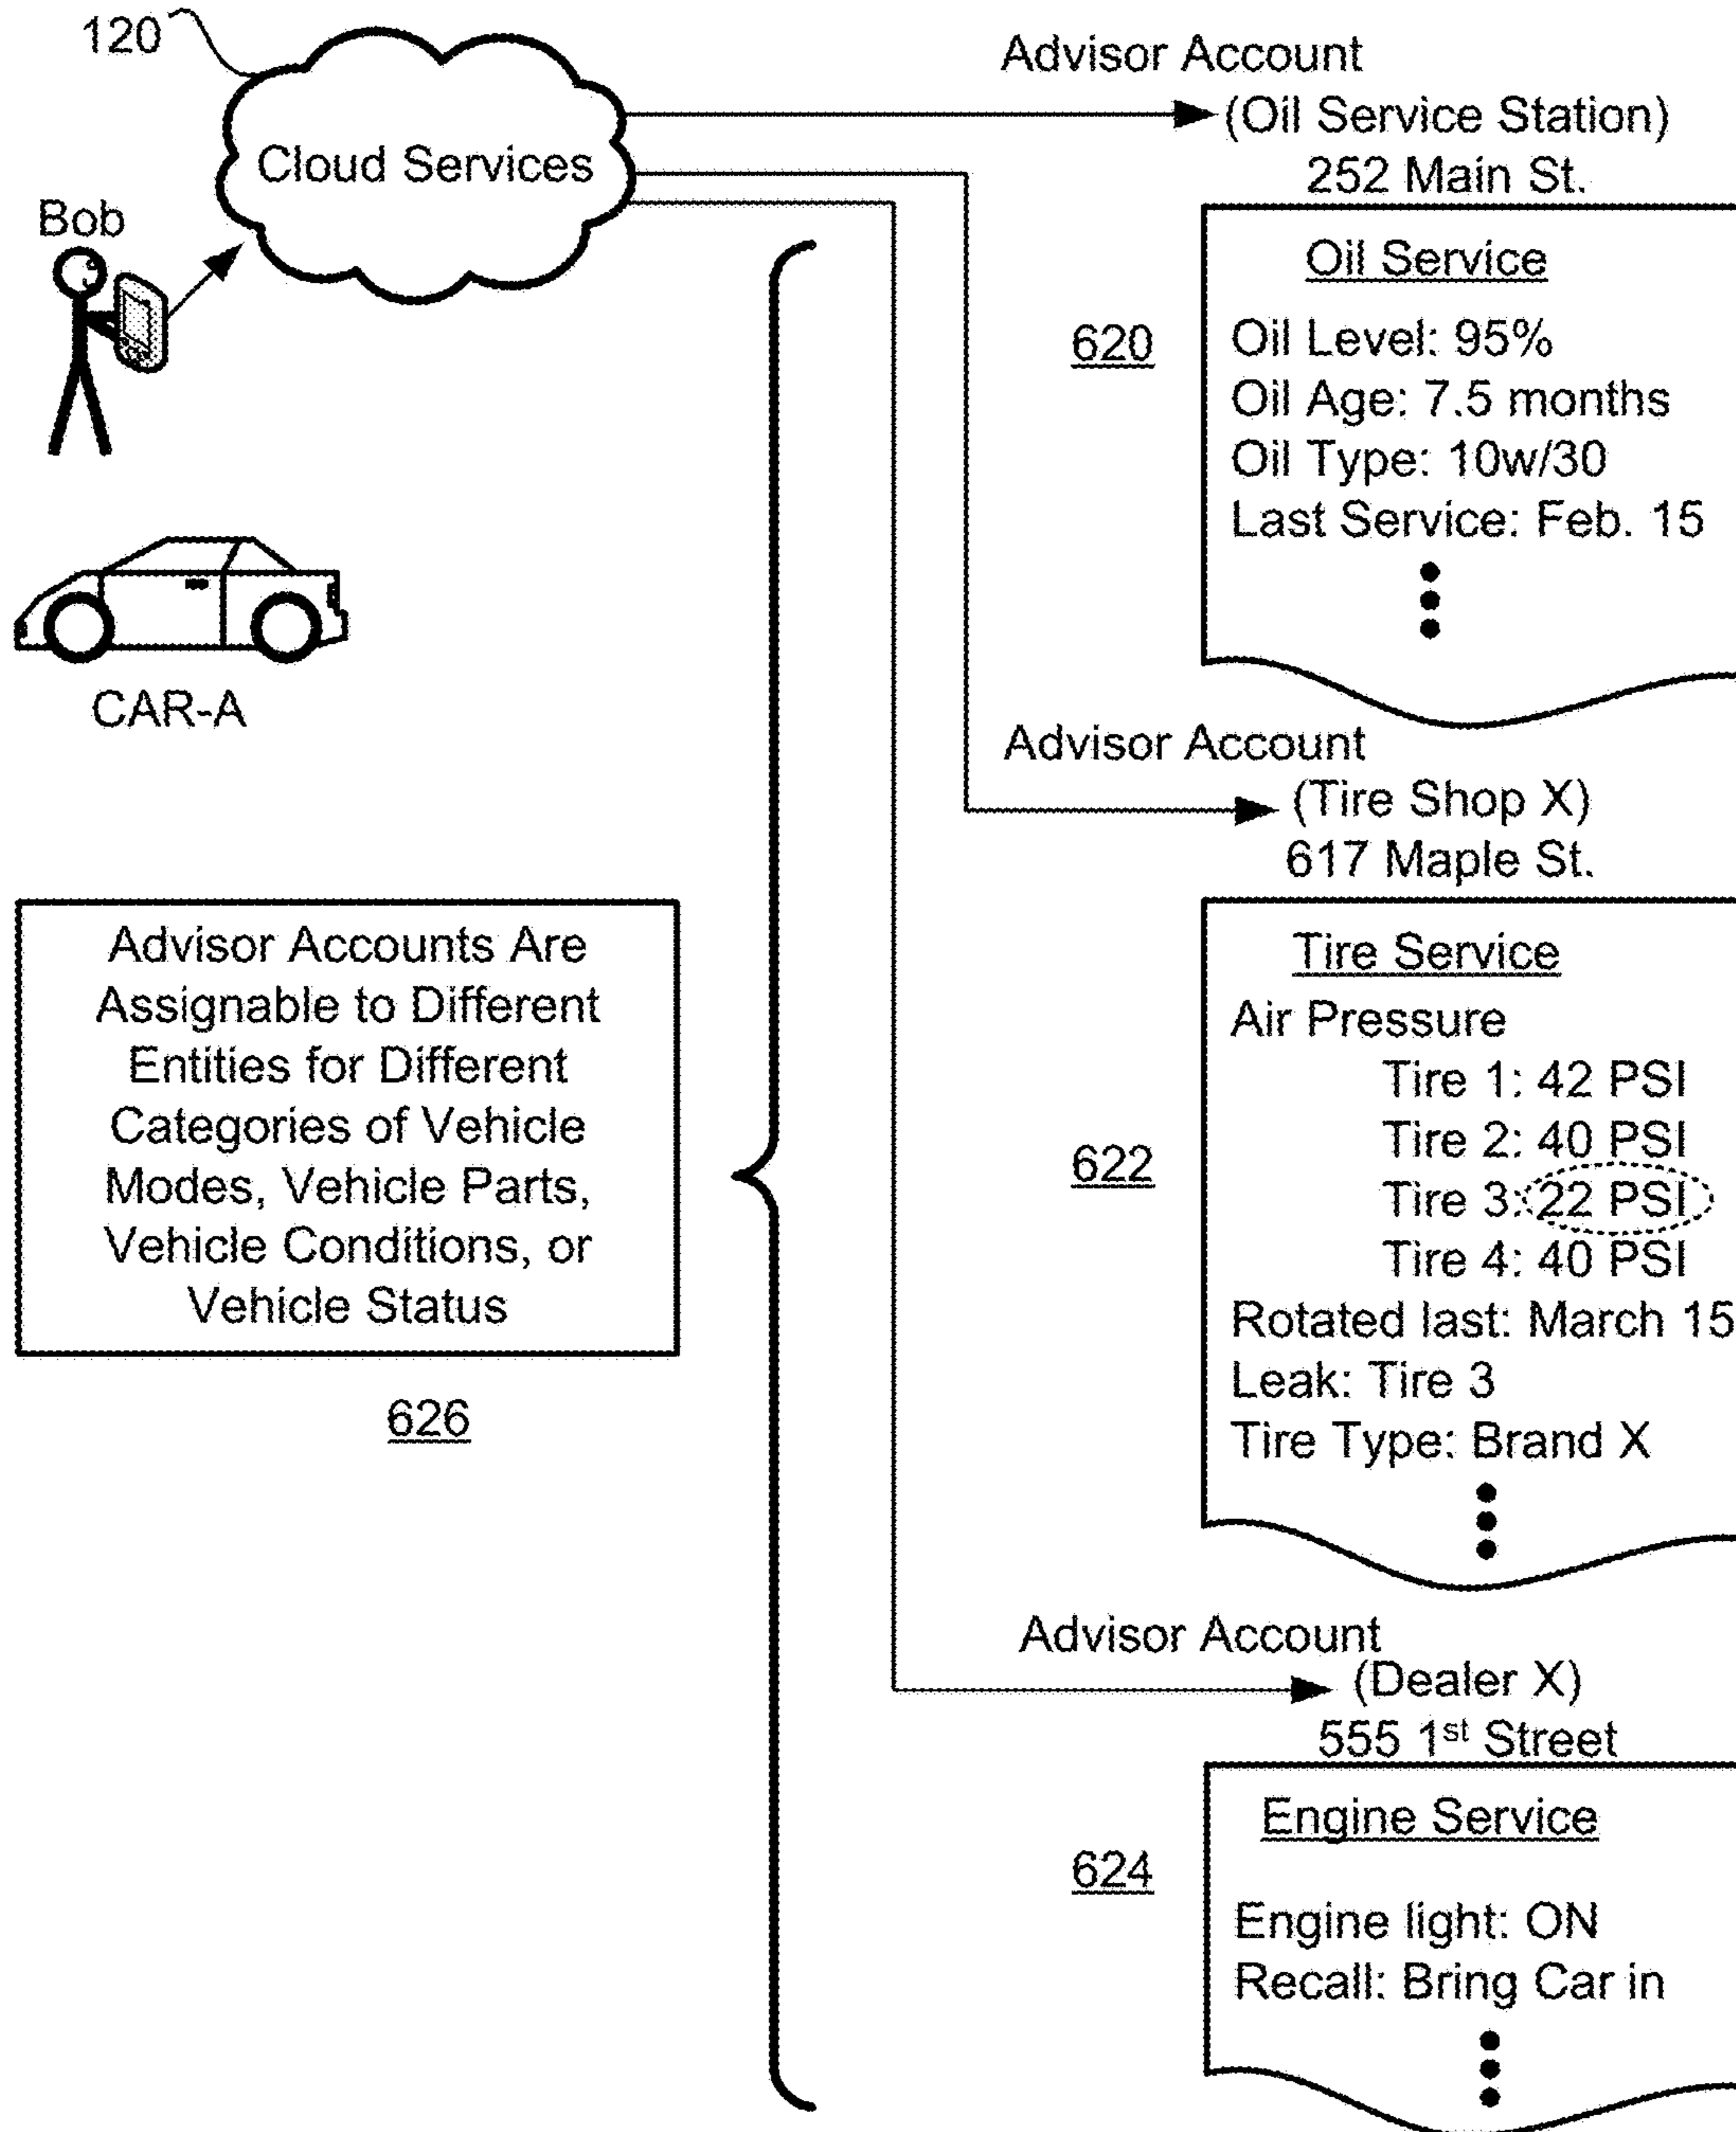 120
Cloud Services
Bob
CAR-A
Advisor Account
(Oil Service Station)
252 Main St.
620
Oil Service
Oil Level: 95%
Oil Age: 7.5 months
Oil Type: 10w/30
Last Service: Feb. 15
Advisor Account
(Tire Shop X)
617 Maple St.
622
Tire Service
Air Pressure
Tire 1: 42 PSI
Tire 2: 40 PSI
Tire 3: 22 PSI
Tire 4: 40 PSI
Rotated last: March 15
Leak: Tire 3
Tire Type: Brand X
Advisor Accounts Are
Assignable to Different
Entities for Different
Categories of Vehicle
Modes, Vehicle Parts,
Vehicle Conditions, or
Vehicle Status
626
Advisor Account
(Dealer X)
555 1st Street
624
Engine Service
Engine light: ON
Recall: Bring Car in